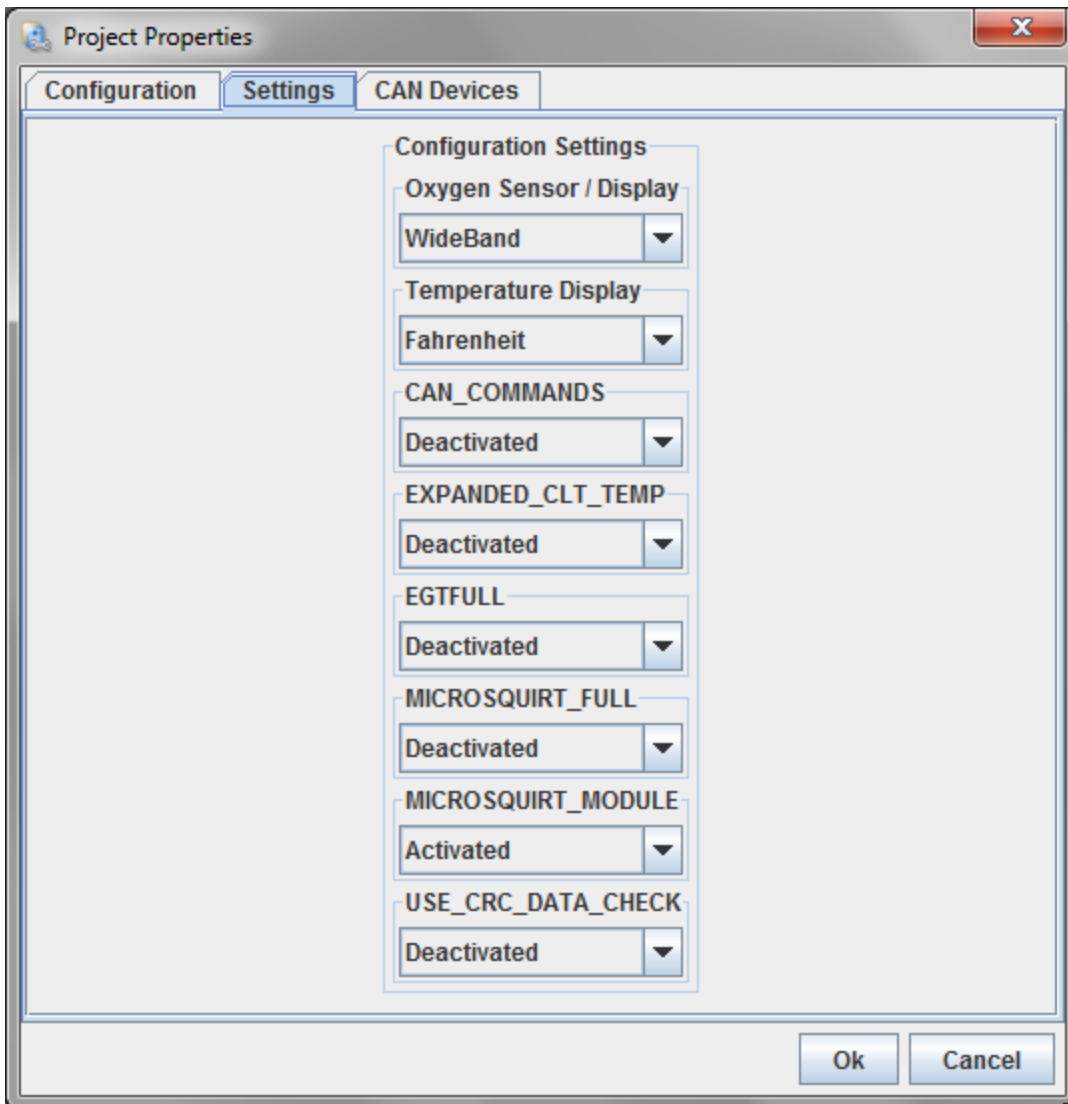 Project Properties
Configuration Settings CAN Devices
Configuration Settings
Oxygen Sensor / Display
WideBand
Temperature Display
Fahrenheit
CAN_COMMANDS
Deactivated
EXPANDED_CLT_TEMP
Deactivated
EGTFULL
Deactivated
MICROSQUIRT_FULL
Deactivated
MICROSQUIRT_MODULE
Activated
USE_CRC_DATA_CHECK
Deactivated
Ok Cancel